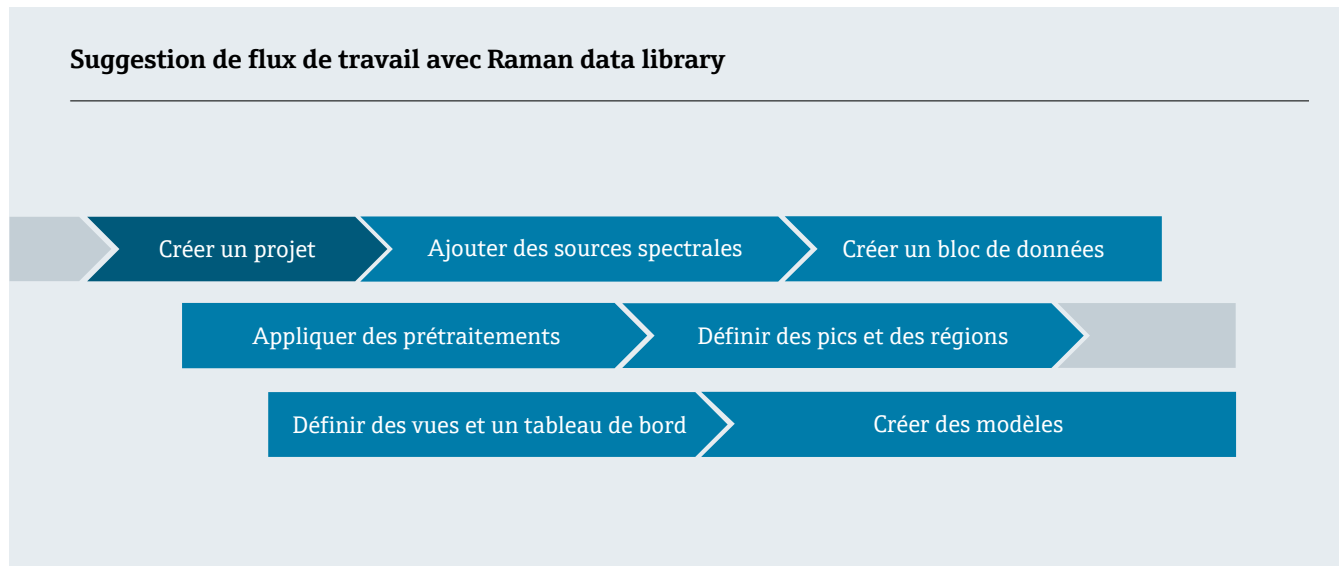 Suggestion de flux de travail avec Raman data library
Créer un projet
Ajouter des sources spectrales
Créer un bloc de données
Appliquer des prétraitements
Définir des pics et des régions
Définir des vues et un tableau de bord
Créer des modèles